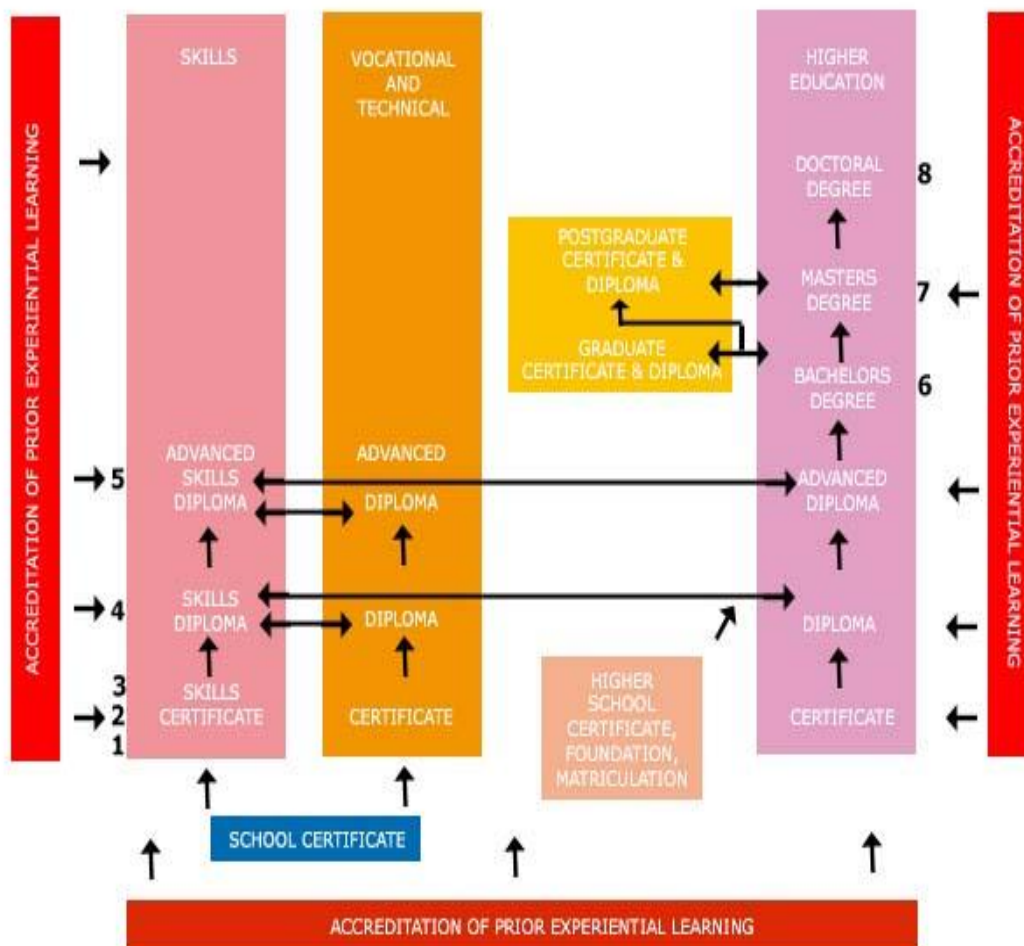 ACCREDITATION OF PRIOR EXPERIENTIAL LEARNING
SKILLS
ADVANCED
SKILLS
DIPLOMA
SKILLS
DIPLOMA
SKILLS
CERTIFICATE
5
4
3
2
1
VOCATIONAL
AND
TECHNICAL
ADVANCED
DIPLOMA
DIPLOMA
CERTIFICATE
SCHOOL CERTIFICATE
POSTGRADUATE
CERTIFICATE &
DIPLOMA
GRADUATE
CERTIFICATE & DIPLOMA
HIGHER
SCHOOL
CERTIFICATE,
FOUNDATION,
MATRICULATION
HIGHER
EDUCATION
DOCTORAL
DEGREE
MASTERS
DEGREE
BACHELORS
DEGREE
ADVANCED
DIPLOMA
DIPLOMA
CERTIFICATE
8
7
6
ACCREDITATION OF PRIOR EXPERIENTIAL LEARNING
ACCREDITATION OF PRIOR EXPERIENTIAL LEARNING